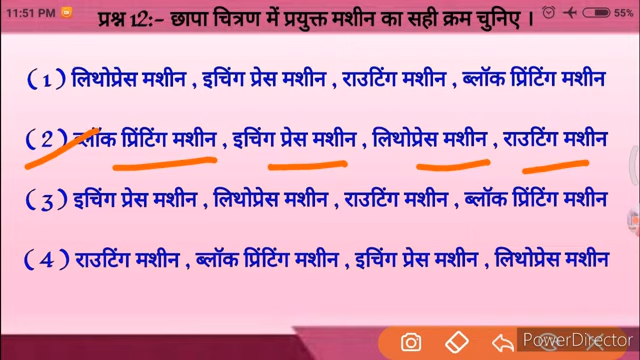 11:51 PM
55%
प्रश्न 12:- छापा चित्रण में प्रयुक्त मशीन का सही क्रम चुनिए ।
( 1 ) लिथोप्रेस मशीन , इचिंग प्रेस मशीन , राउटिंग मशीन , ब्लॉक प्रिंटिंग मशीन
( 2 ) ब्लॉक प्रिंटिंग मशीन , इचिंग प्रेस मशीन , लिथोप्रेस मशीन , राउटिंग मशीन
( 3 ) इचिंग प्रेस मशीन , लिथोप्रेस मशीन , राउटिंग मशीन , ब्लॉक प्रिंटिंग मशीन
( 4 ) राउटिंग मशीन , ब्लॉक प्रिंटिंग मशीन , इचिंग प्रेस मशीन , लिथोप्रेस मशीन
PowerDirector